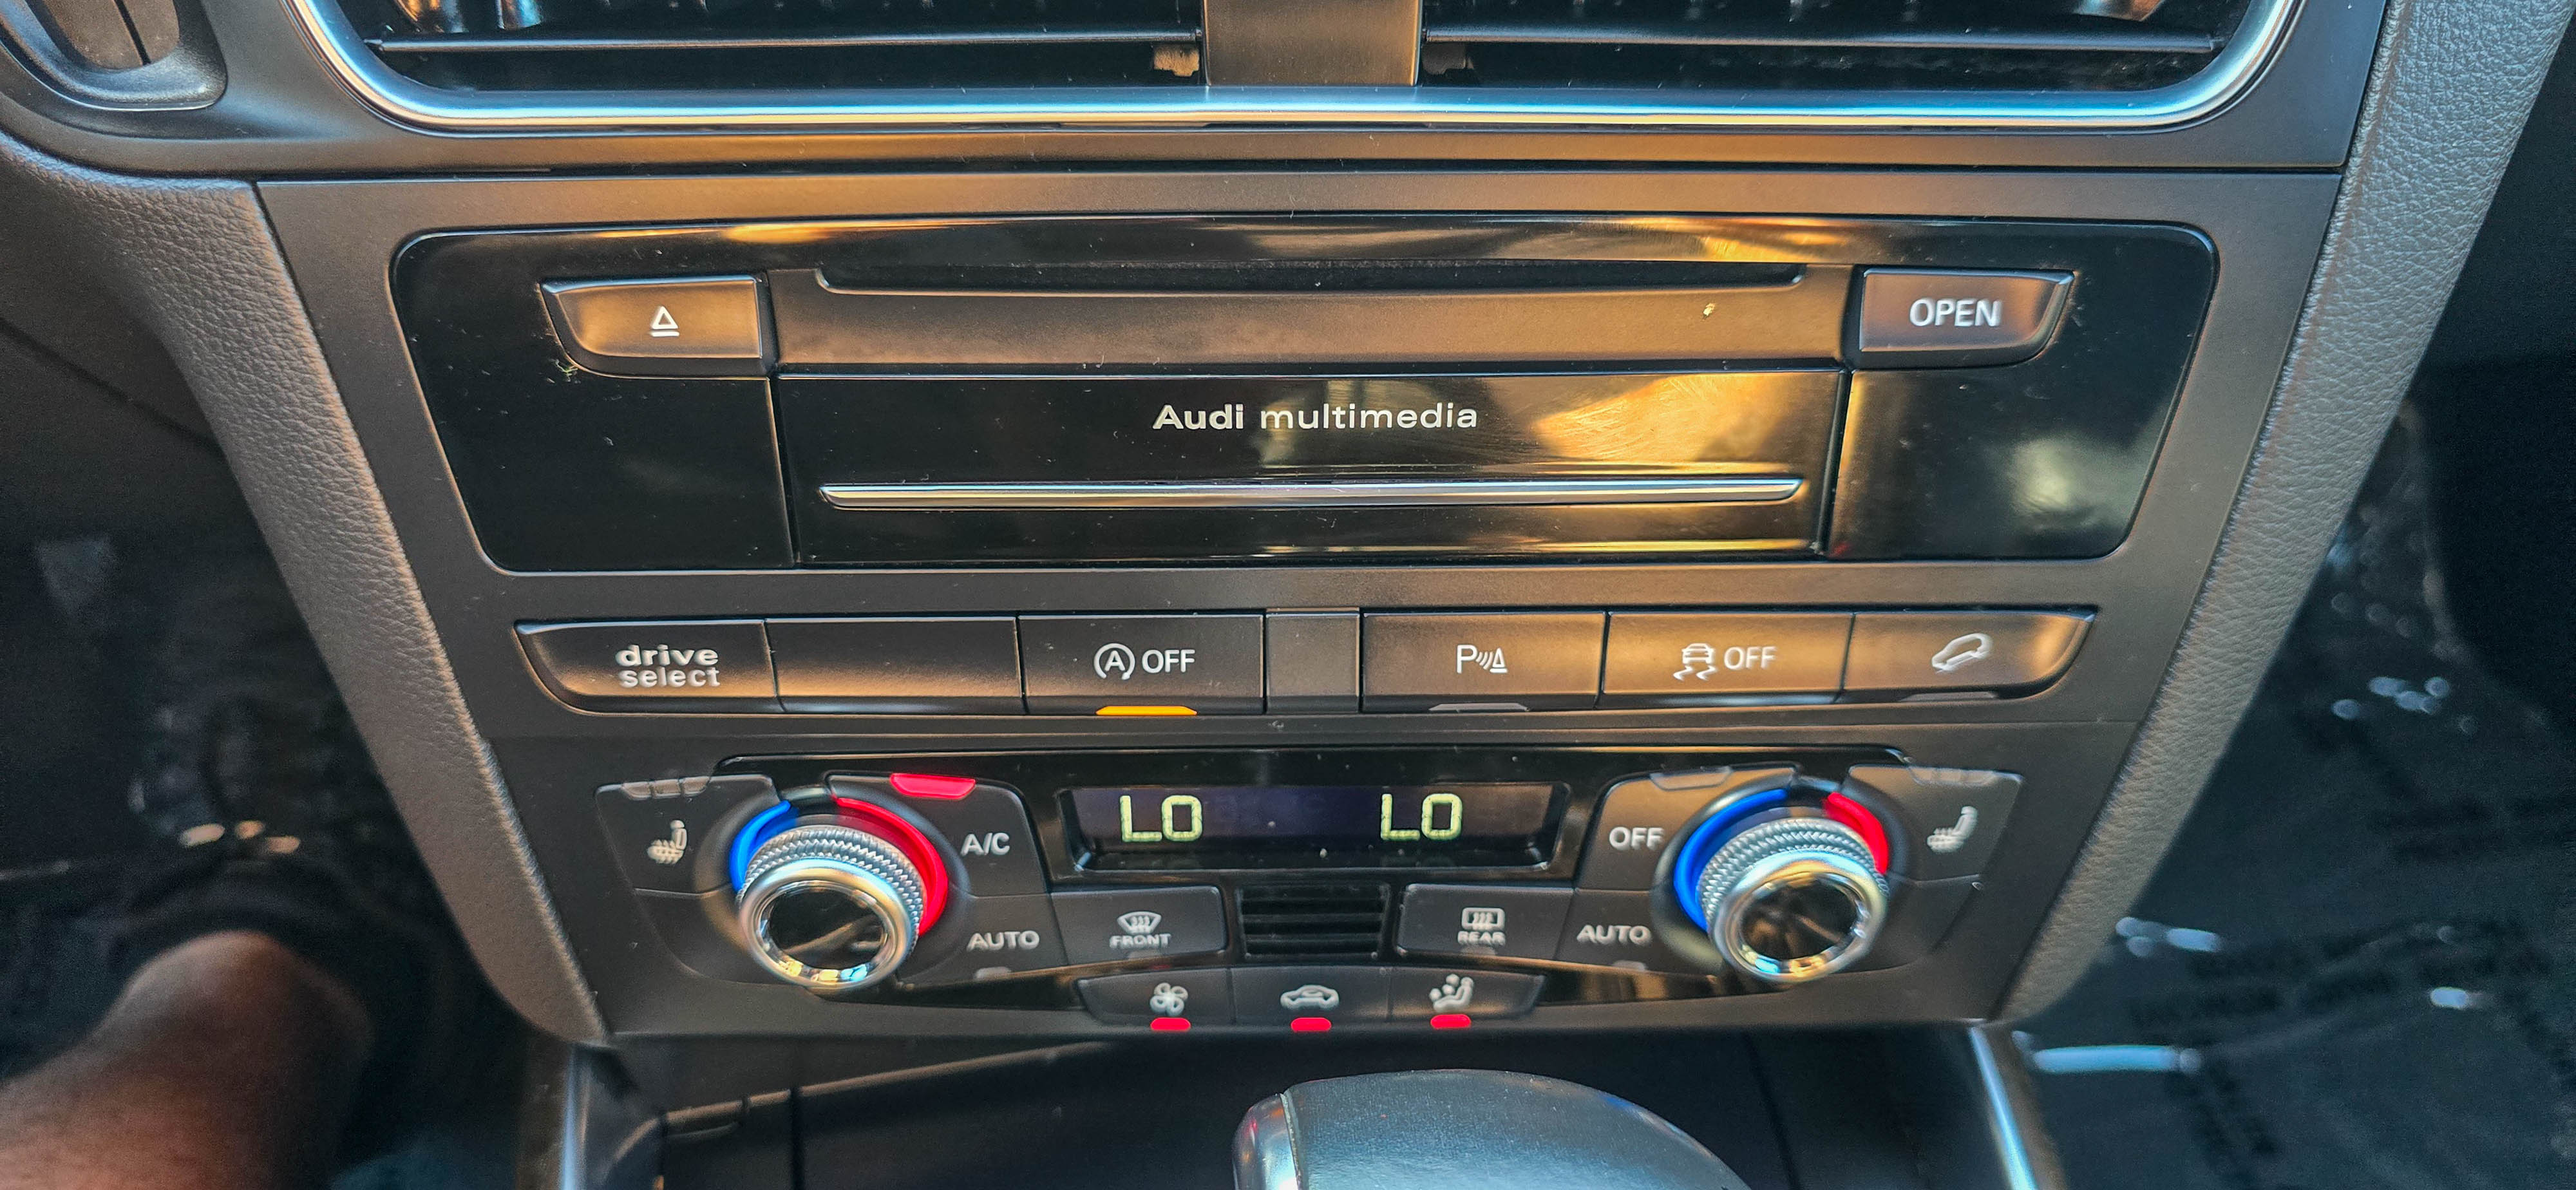 OPEN
Audi multimedia
drive
select
A OFF
P
OFF
LO LO
A/C
OFF
AUTO
FRONT
REAR
AUTO